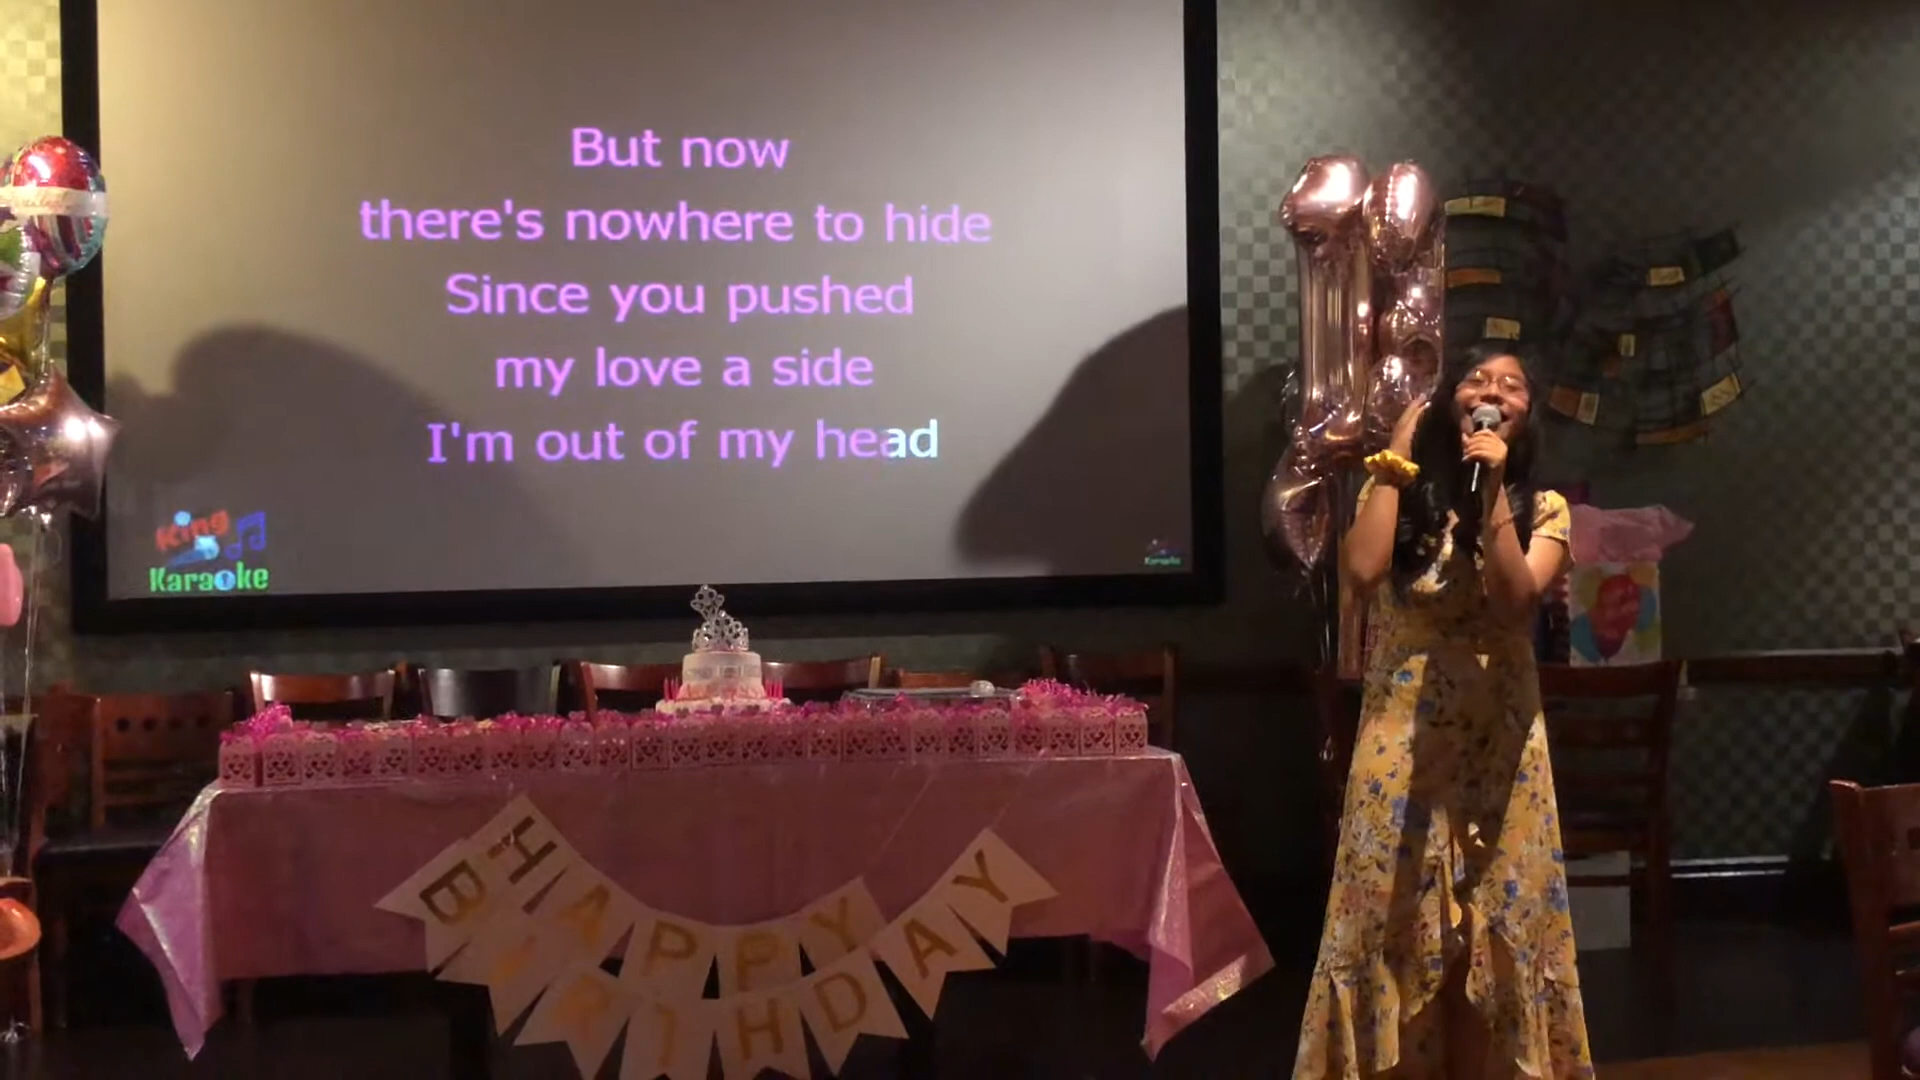 But now
there's nowhere to hide
Since you pushed
my love a side
I'm out of my head
King
Karaoke
Karaoke
HAPPY
BIRTHDAY